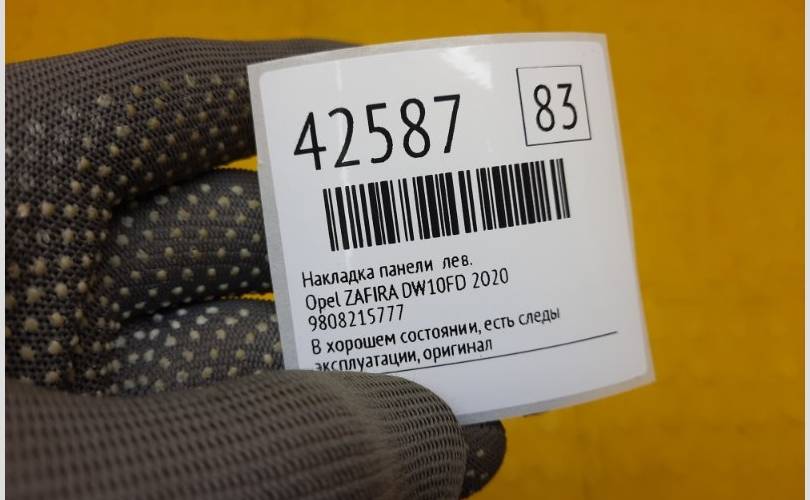 42587
83
Накладка панели лев.
Opel ZAFIRA DW10FD 2020
9808215777
В хорошем состоянии, есть следы
эксплуатации, оригинал